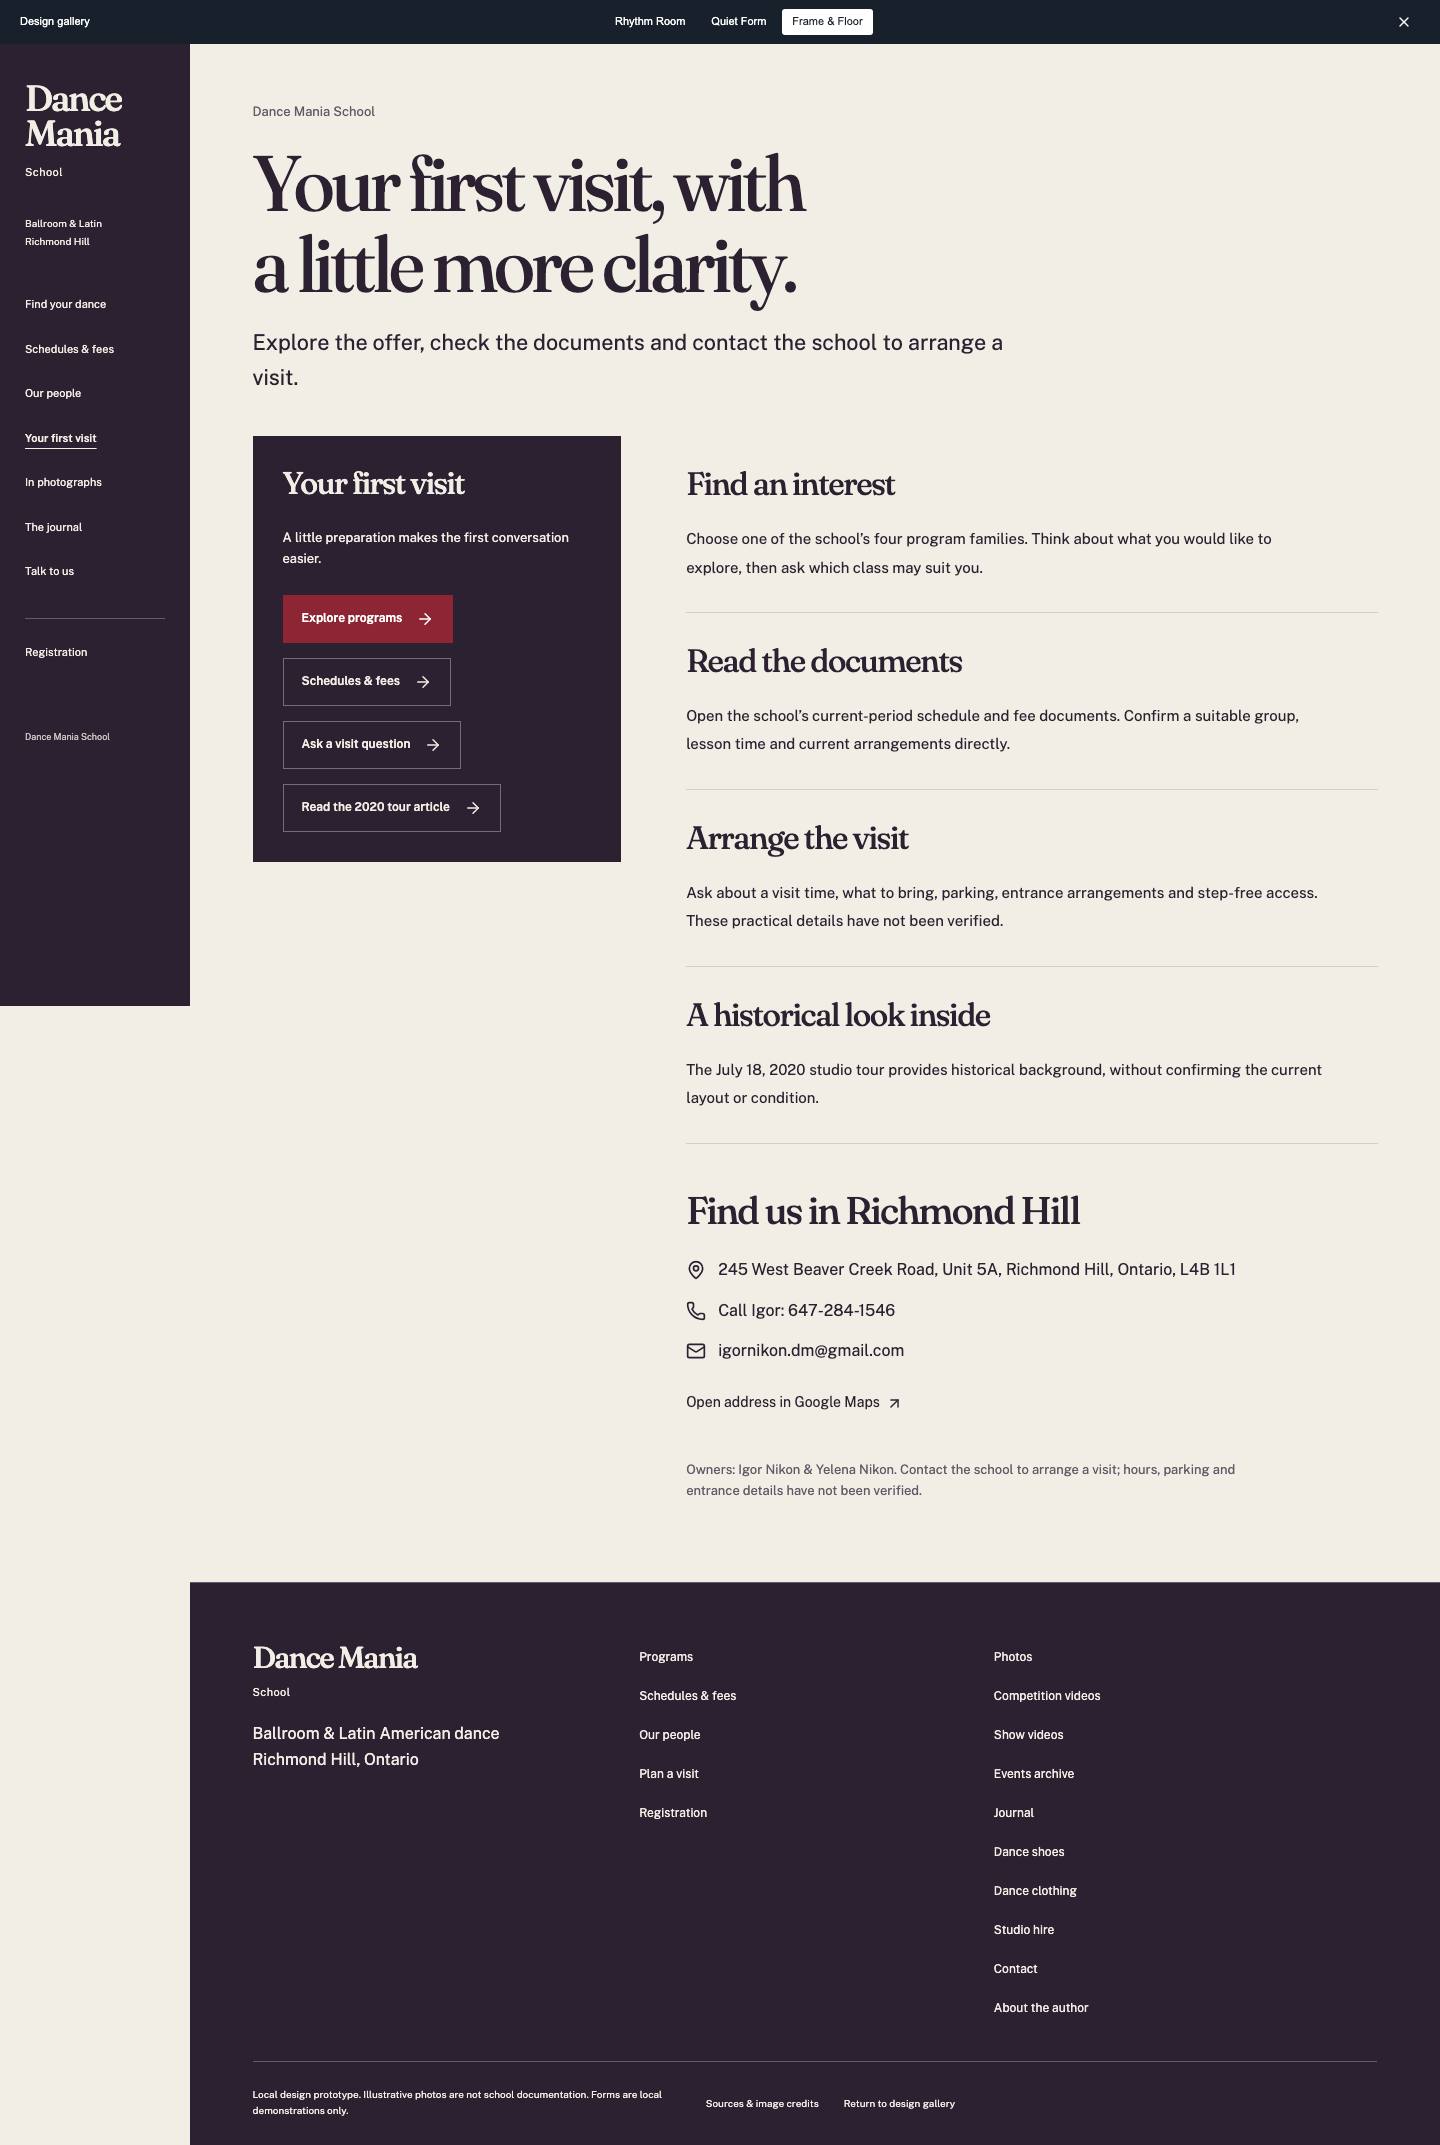 Design gallery
Rhythm Room
Quiet Form
Frame & Floor
Dance
Mania
School
Ballroom & Latin
Richmond Hill
Find your dance
Schedules & fees
Our people
Your first visit
In photographs
The journal
Talk to us
Registration
Dance Mania School
Dance Mania School
Your first visit, with
a little more clarity.
Explore the offer, check the documents and contact the school to arrange a
visit.
Your first visit
A little preparation makes the first conversation
easier.
Explore programs
Schedules & fees
Ask a visit question
Read the 2020 tour article
Find an interest
Choose one of the school’s four program families. Think about what you would like to
explore, then ask which class may suit you.
Read the documents
Open the school’s current-period schedule and fee documents. Confirm a suitable group,
lesson time and current arrangements directly.
Arrange the visit
Ask about a visit time, what to bring, parking, entrance arrangements and step-free access.
These practical details have not been verified.
A historical look inside
The July 18, 2020 studio tour provides historical background, without confirming the current
layout or condition.
Find us in Richmond Hill
245 West Beaver Creek Road, Unit 5A, Richmond Hill, Ontario, L4B 1L1
Call Igor: 647-284-1546
igornikon.dm@gmail.com
Open address in Google Maps
Owners: Igor Nikon & Yelena Nikon. Contact the school to arrange a visit; hours, parking and
entrance details have not been verified.
Dance Mania
School
Ballroom & Latin American dance
Richmond Hill, Ontario
Programs
Schedules & fees
Our people
Plan a visit
Registration
Photos
Competition videos
Show videos
Events archive
Journal
Dance shoes
Dance clothing
Studio hire
Contact
About the author
Local design prototype. Illustrative photos are not school documentation. Forms are local
demonstrations only.
Sources & image credits
Return to design gallery